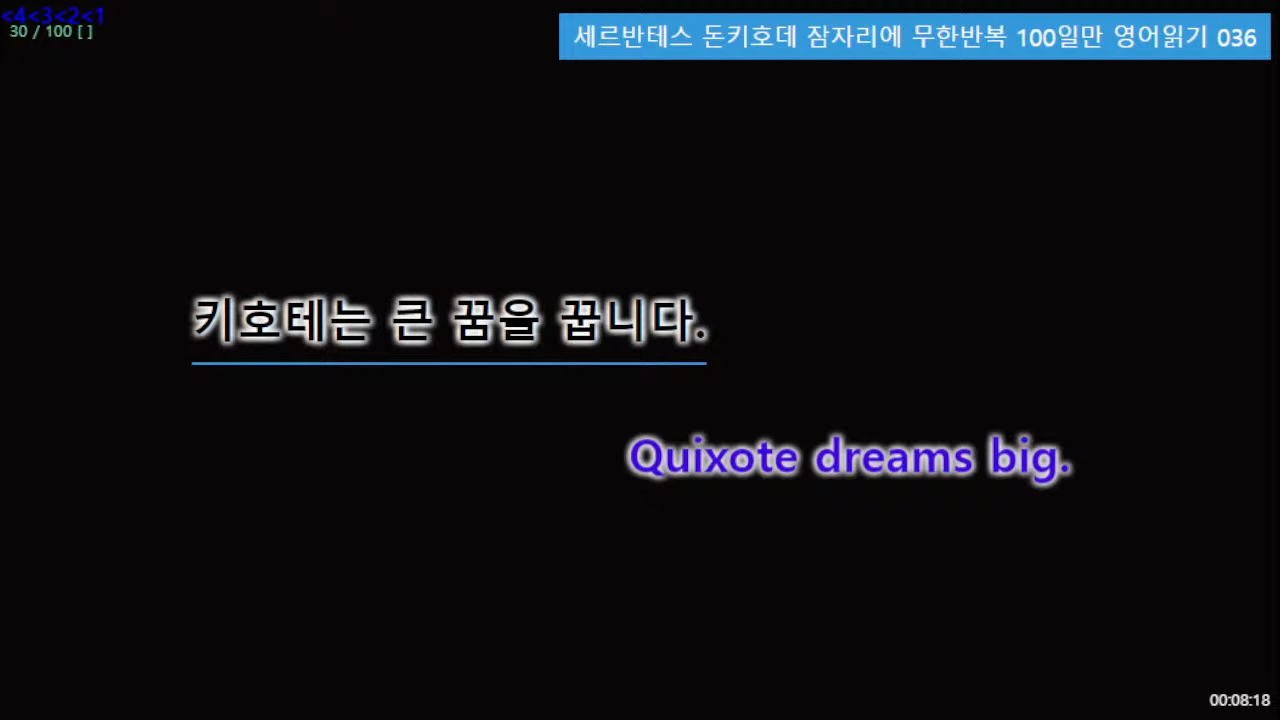 <4<3<2<1
30 / 100 [ ]
세르반테스 돈키호데 잠자리에 무한반복 100일만 영어읽기 036
키호테는 큰 꿈을 꿉니다.
Quixote dreams big.
00:08:18